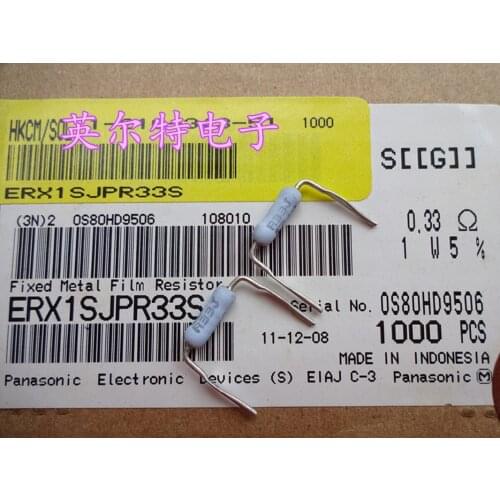 英尔特电子
HKCM/SO 1000
S[[G]]
ERX1SJPR33S
(3N)2 0S80HD9506 108010
0.33 Ω
1 W 5 %
R33J
Fixed Metal Film Resistor
ERX1SJPR33S
Serial No. 0S80HD9506
R33J
11-12-08 1000 PCS
MADE IN INDONESIA
Panasonic Electronic Devices (S) EIAJ C-3 Panasonic M